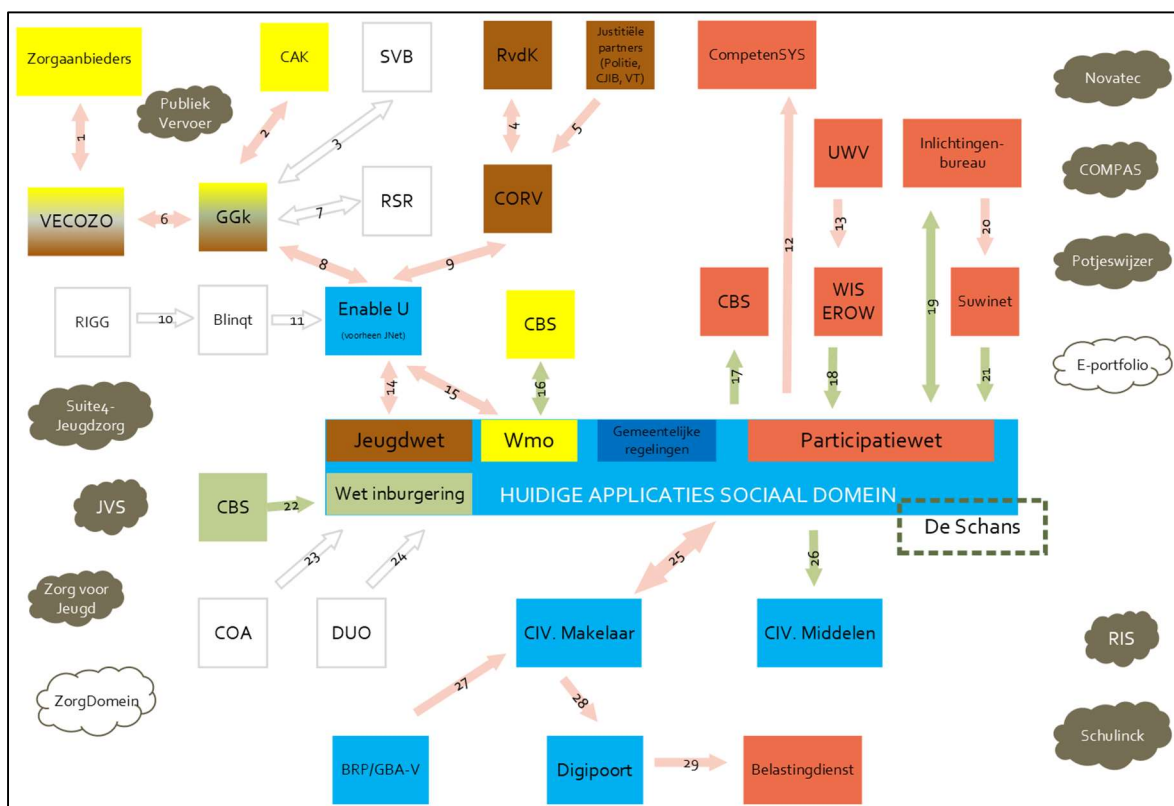 Zorgaanbieders
Publiek
Vervoer
CAK
SVB
RvdK
Justitiële
partners
(Politie,
CJIB, VT)
CompetenSYS
Novatec
1
2
3
4
5
UWV
Inlichtingen-
bureau
COMPAS
VECOZO
6
GGk
7
RSR
CORV
12
13
20
8
9
19
Potjeswijzer
RIGG
10
Blinqt
11
Enable U
(voorheen JNet)
CBS
CBS
WIS
EROW
Suwinet
E-portfolio
14
15
16
17
18
21
Suite4-
Jeugdzorg
Jeugdwet
Wmo
Gemeentelijke
regelingen
Participatiewet
JVS
CBS
22
Wet inburgering
HUIDIGE APPLICATIES SOCIAAL DOMEIN
De Schans
23
24
25
26
Zorg voor
Jeugd
COA
DUO
CIV. Makelaar
CIV. Middelen
RIS
ZorgDomein
27
28
Schulinck
BRP/GBA-V
Digipoort
29
Belastingdienst